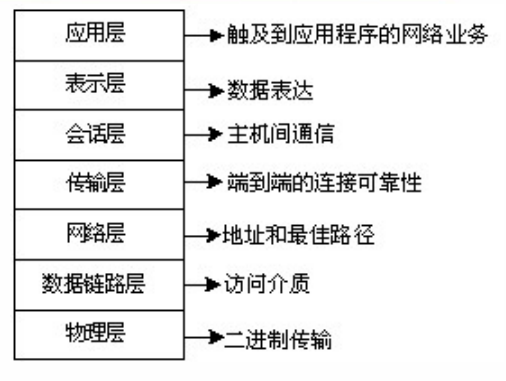 应用层 触及到应用程序的网络业务
表示层 数据表达
会话层 主机间通信
传输层 端到端的连接可靠性
网络层 地址和最佳路径
数据链路层 访问介质
物理层 二进制传输